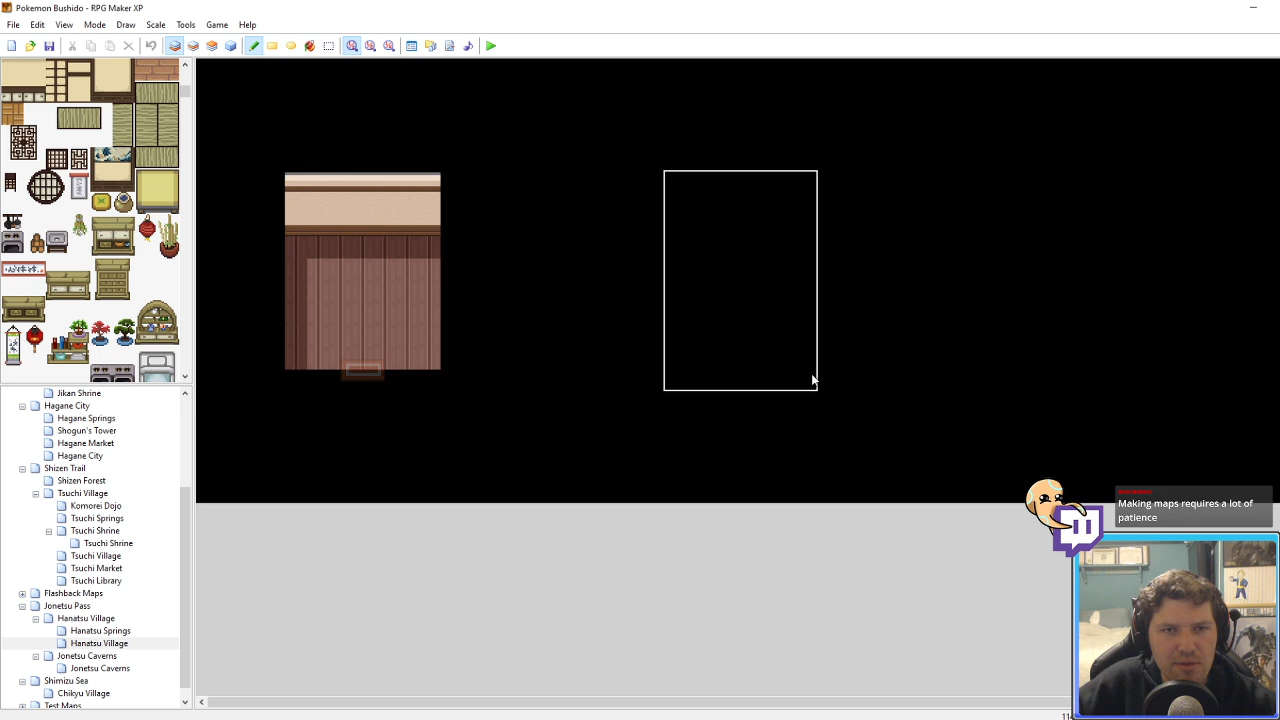 Pokemon Bushido - RPG Maker XP
File Edit View Mode Draw Scale Tools Game Help
Jikan Shrine
Hagane City
Hagane Springs
Shogun's Tower
Hagane Market
Hagane City
Shizen Trail
Shizen Forest
Tsuchi Village
Komorei Dojo
Tsuchi Springs
Tsuchi Shrine
Tsuchi Shrine
Tsuchi Village
Tsuchi Market
Tsuchi Library
Flashback Maps
Jonetsu Pass
Hanatsu Village
Hanatsu Springs
Hanatsu Village
Jonetsu Caverns
Jonetsu Caverns
Shimizu Sea
Chikyu Village
Test Maps
Making maps requires a lot of
patience